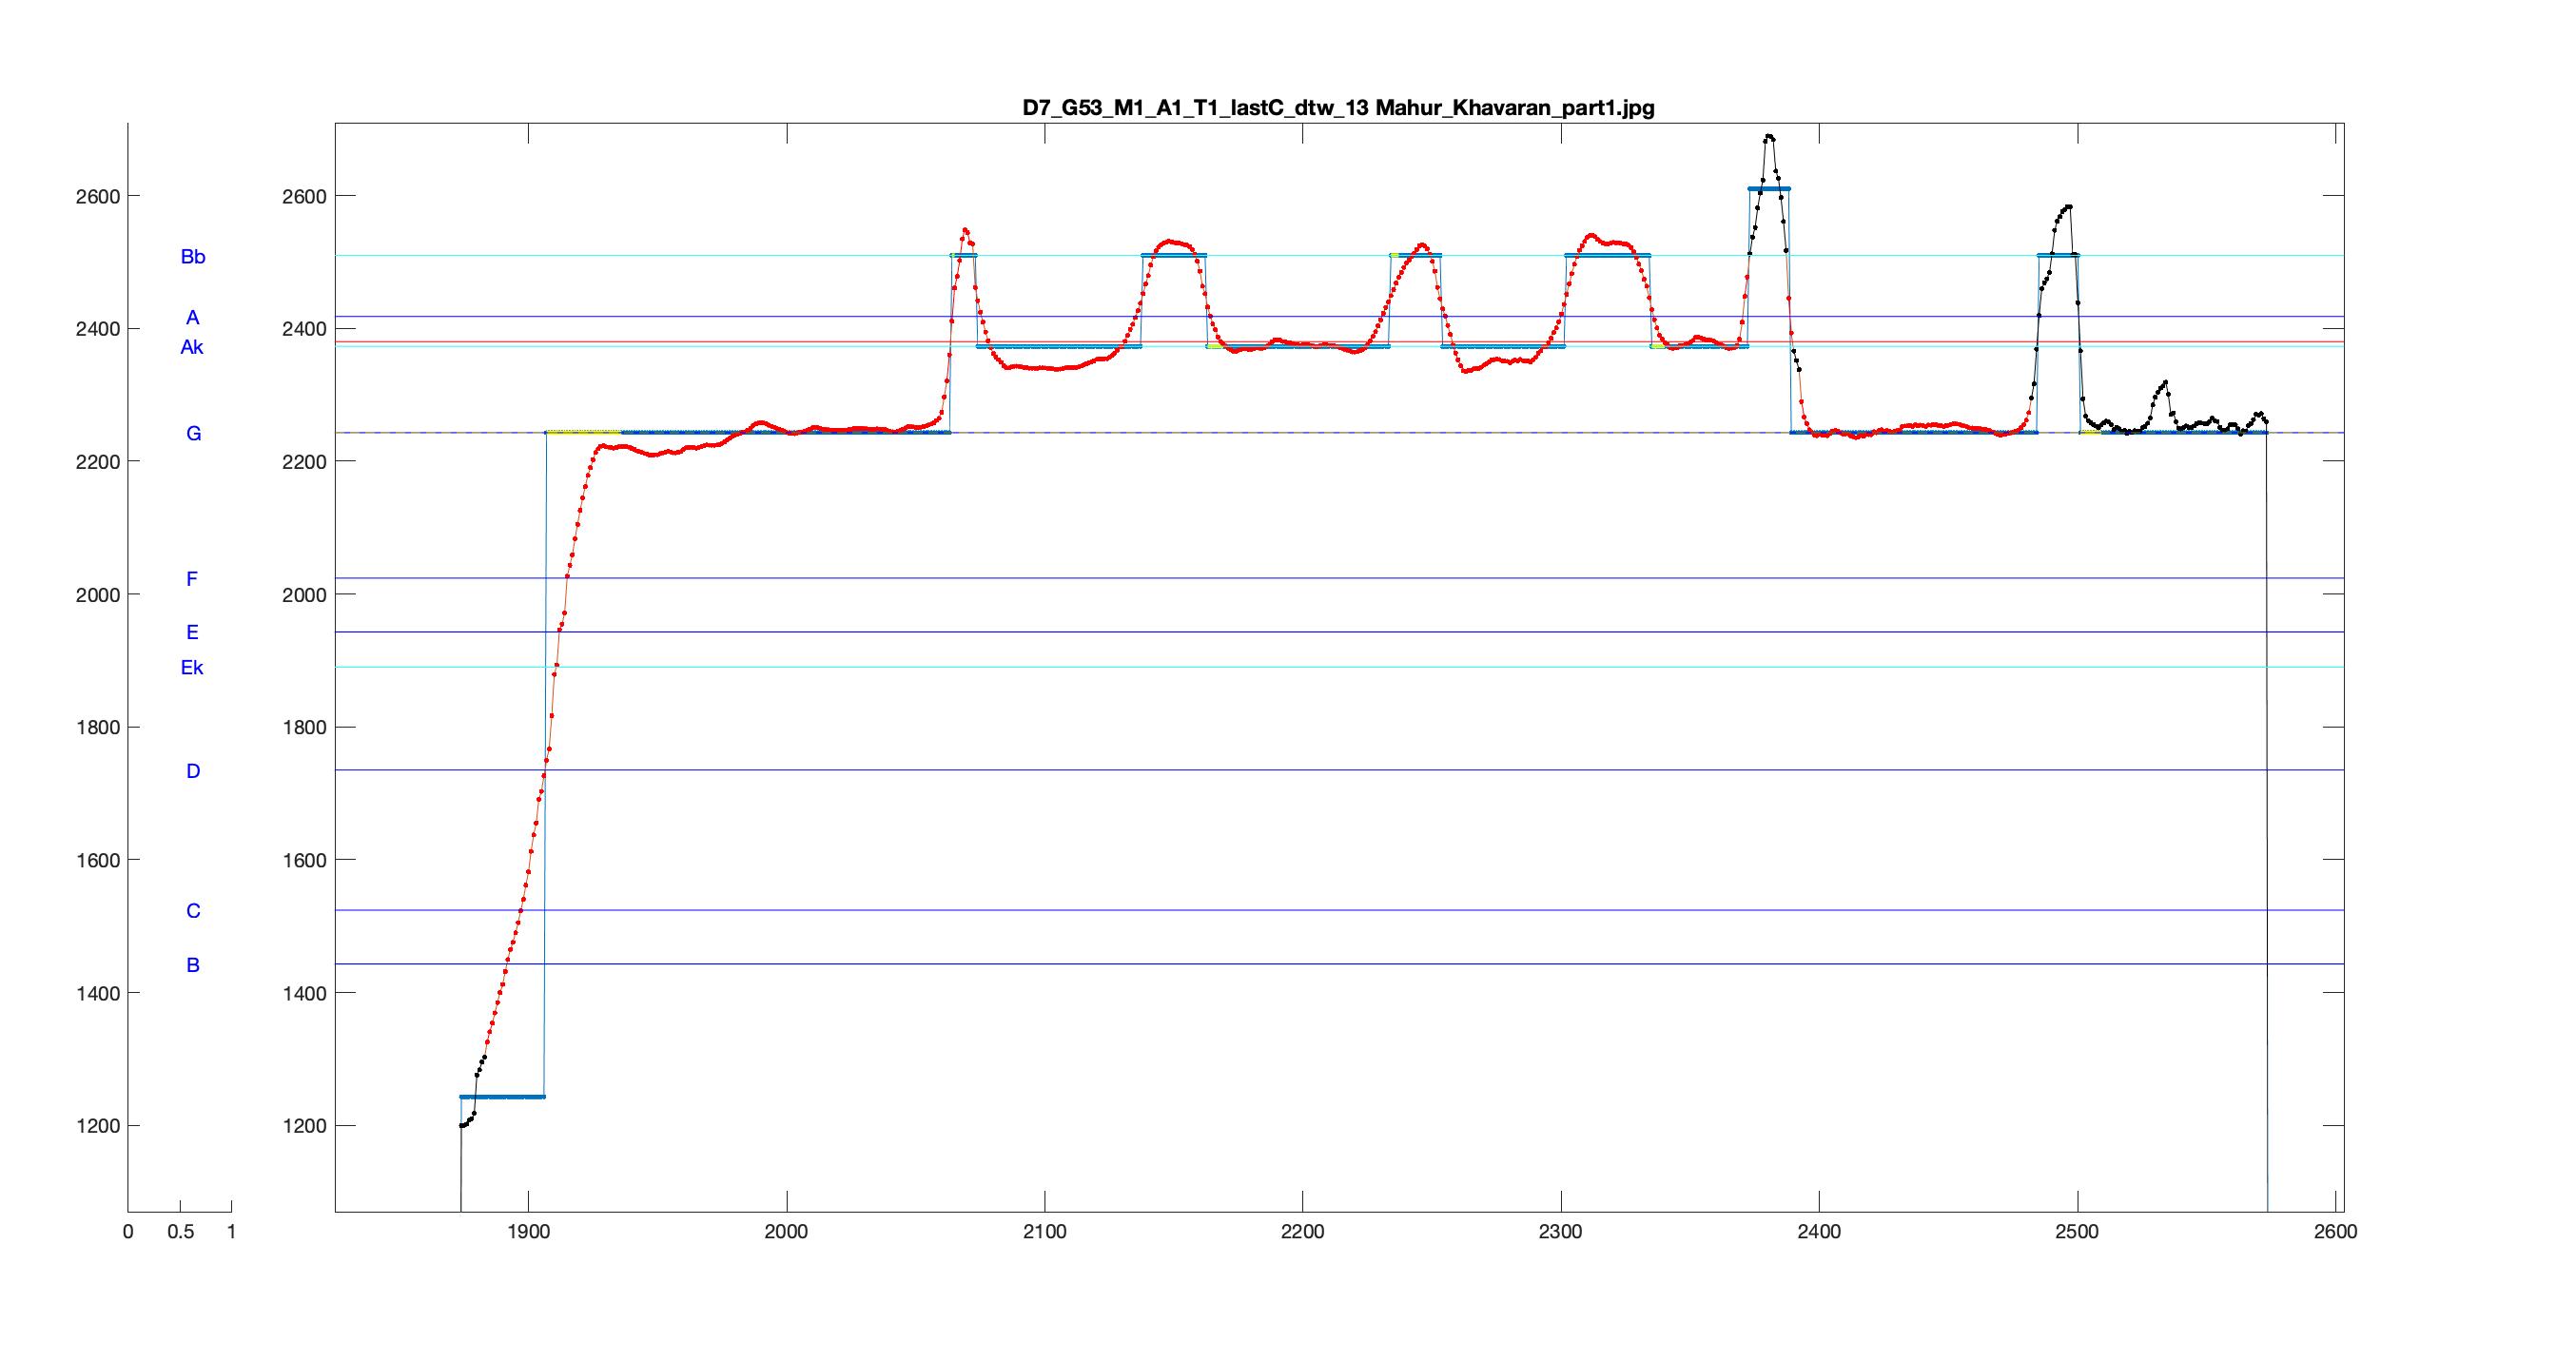 D7_G53_M1_A1_T1_lastC_dtw_13 Mahur_Khavaran_part1.jpg
2600 2600
Bb
2400 A 2400
Ak
G
2200 2200
F
2000 2000
E
Ek
1800 1800
D
1600 1600
C
B
1400 1400
1200 1200
0 0.5 1 1900 2000 2100 2200 2300 2400 2500 2600